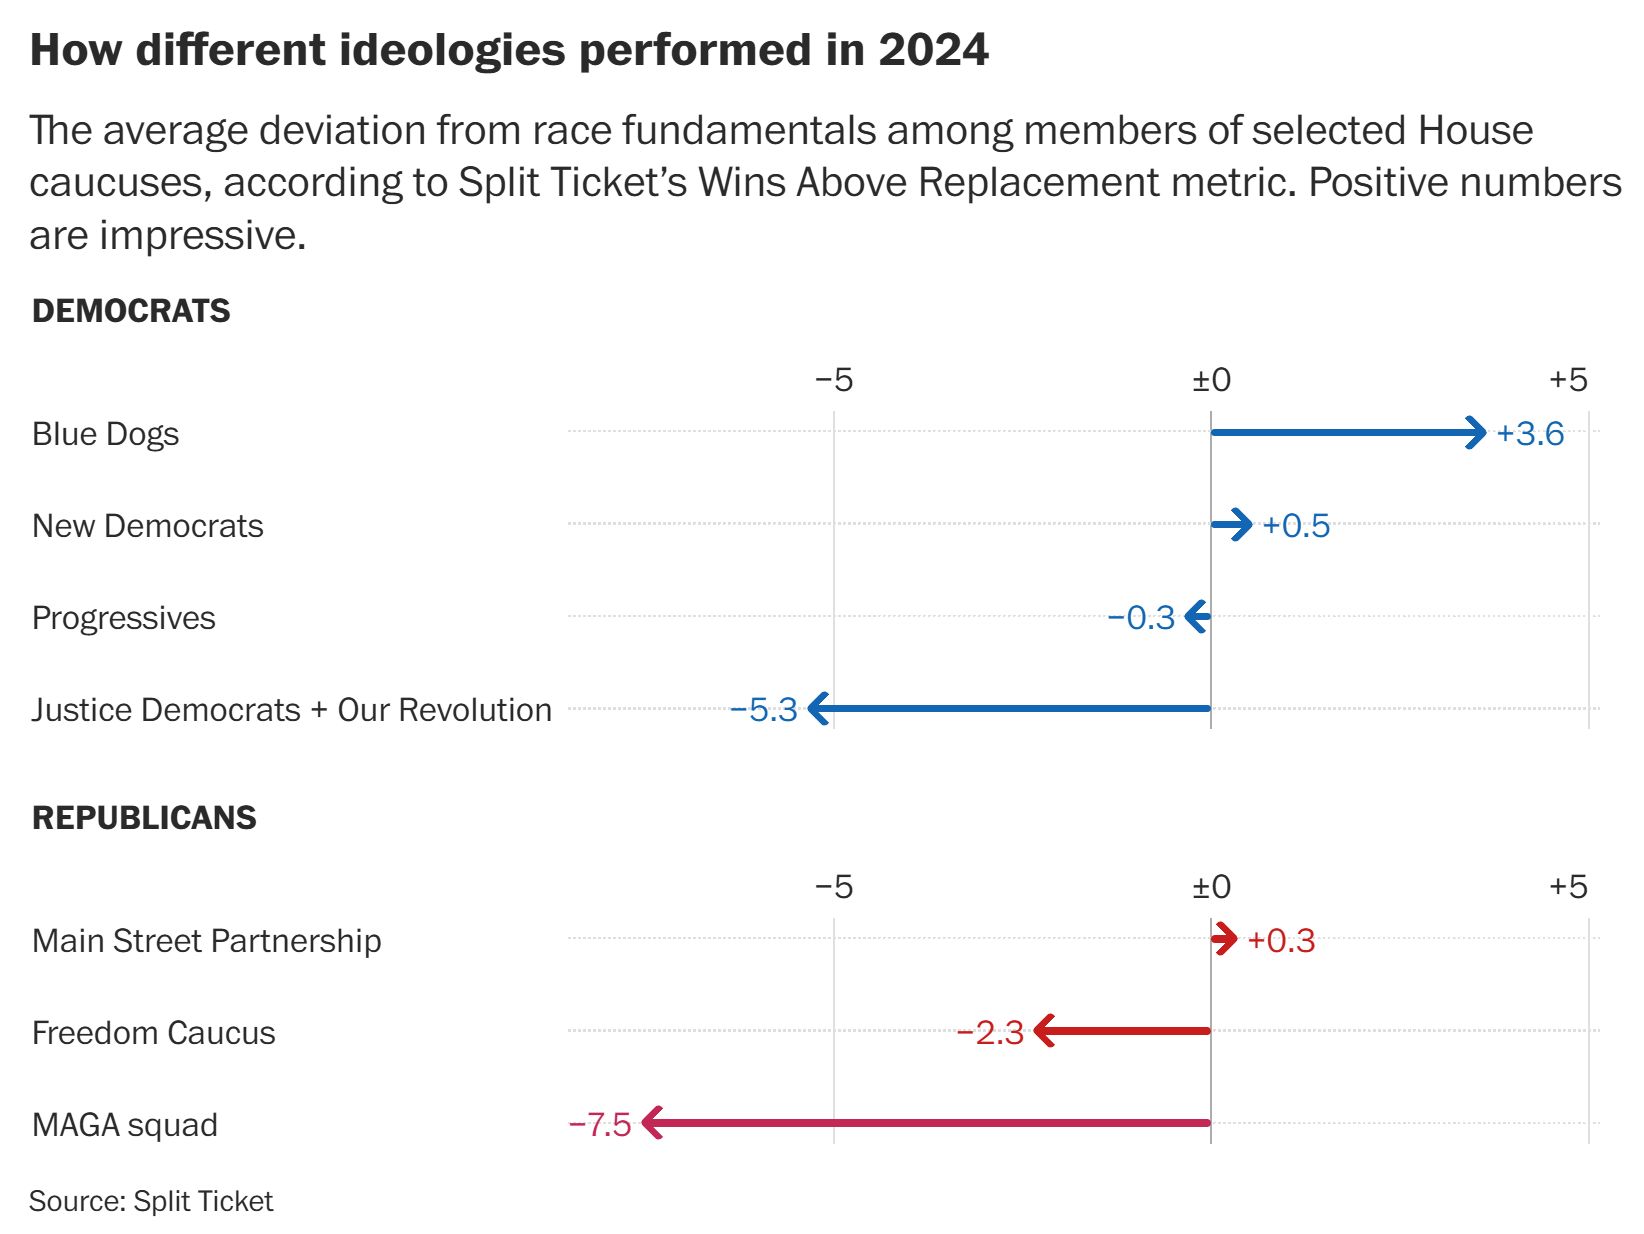 How different ideologies performed in 2024
The average deviation from race fundamentals among members of selected House
caucuses, according to Split Ticket’s Wins Above Replacement metric. Positive numbers
are impressive.
DEMOCRATS
−5 ±0 +5
Blue Dogs +3.6
New Democrats +0.5
Progressives −0.3
Justice Democrats + Our Revolution −5.3
REPUBLICANS
−5 ±0 +5
Main Street Partnership +0.3
Freedom Caucus −2.3
MAGA squad −7.5
Source: Split Ticket